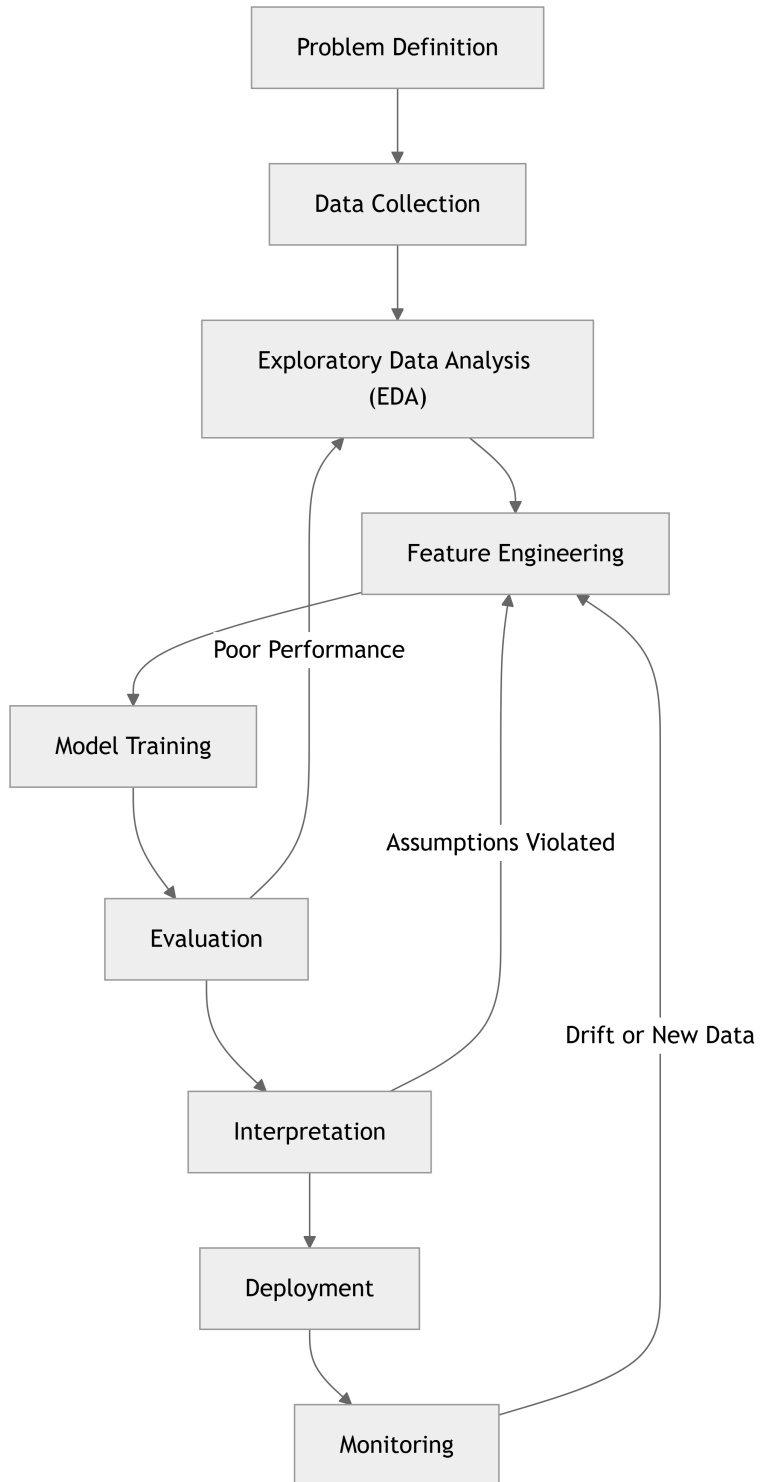 Problem Definition
Data Collection
Exploratory Data Analysis
(EDA)
Feature Engineering
Poor Performance
Model Training
Assumptions Violated
Evaluation
Drift or New Data
Interpretation
Deployment
Monitoring